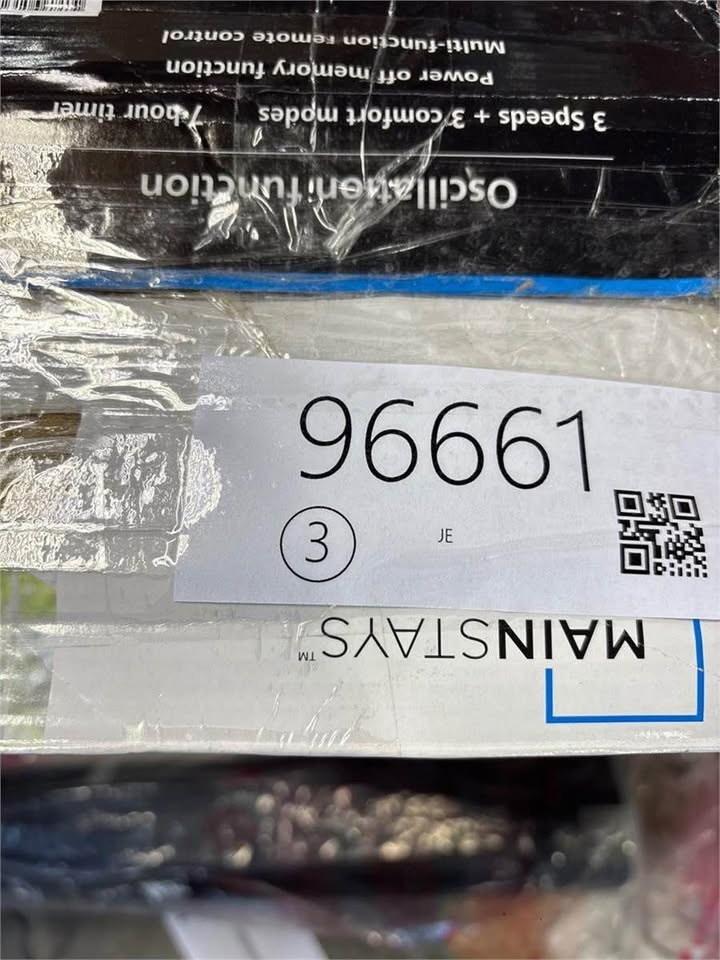 Multi-function Remote control
Power off memory function
3 Speeds + 3 comfort modes 7-hour timer
Oscillation function
96661
3 JE
MAINSTAYS™